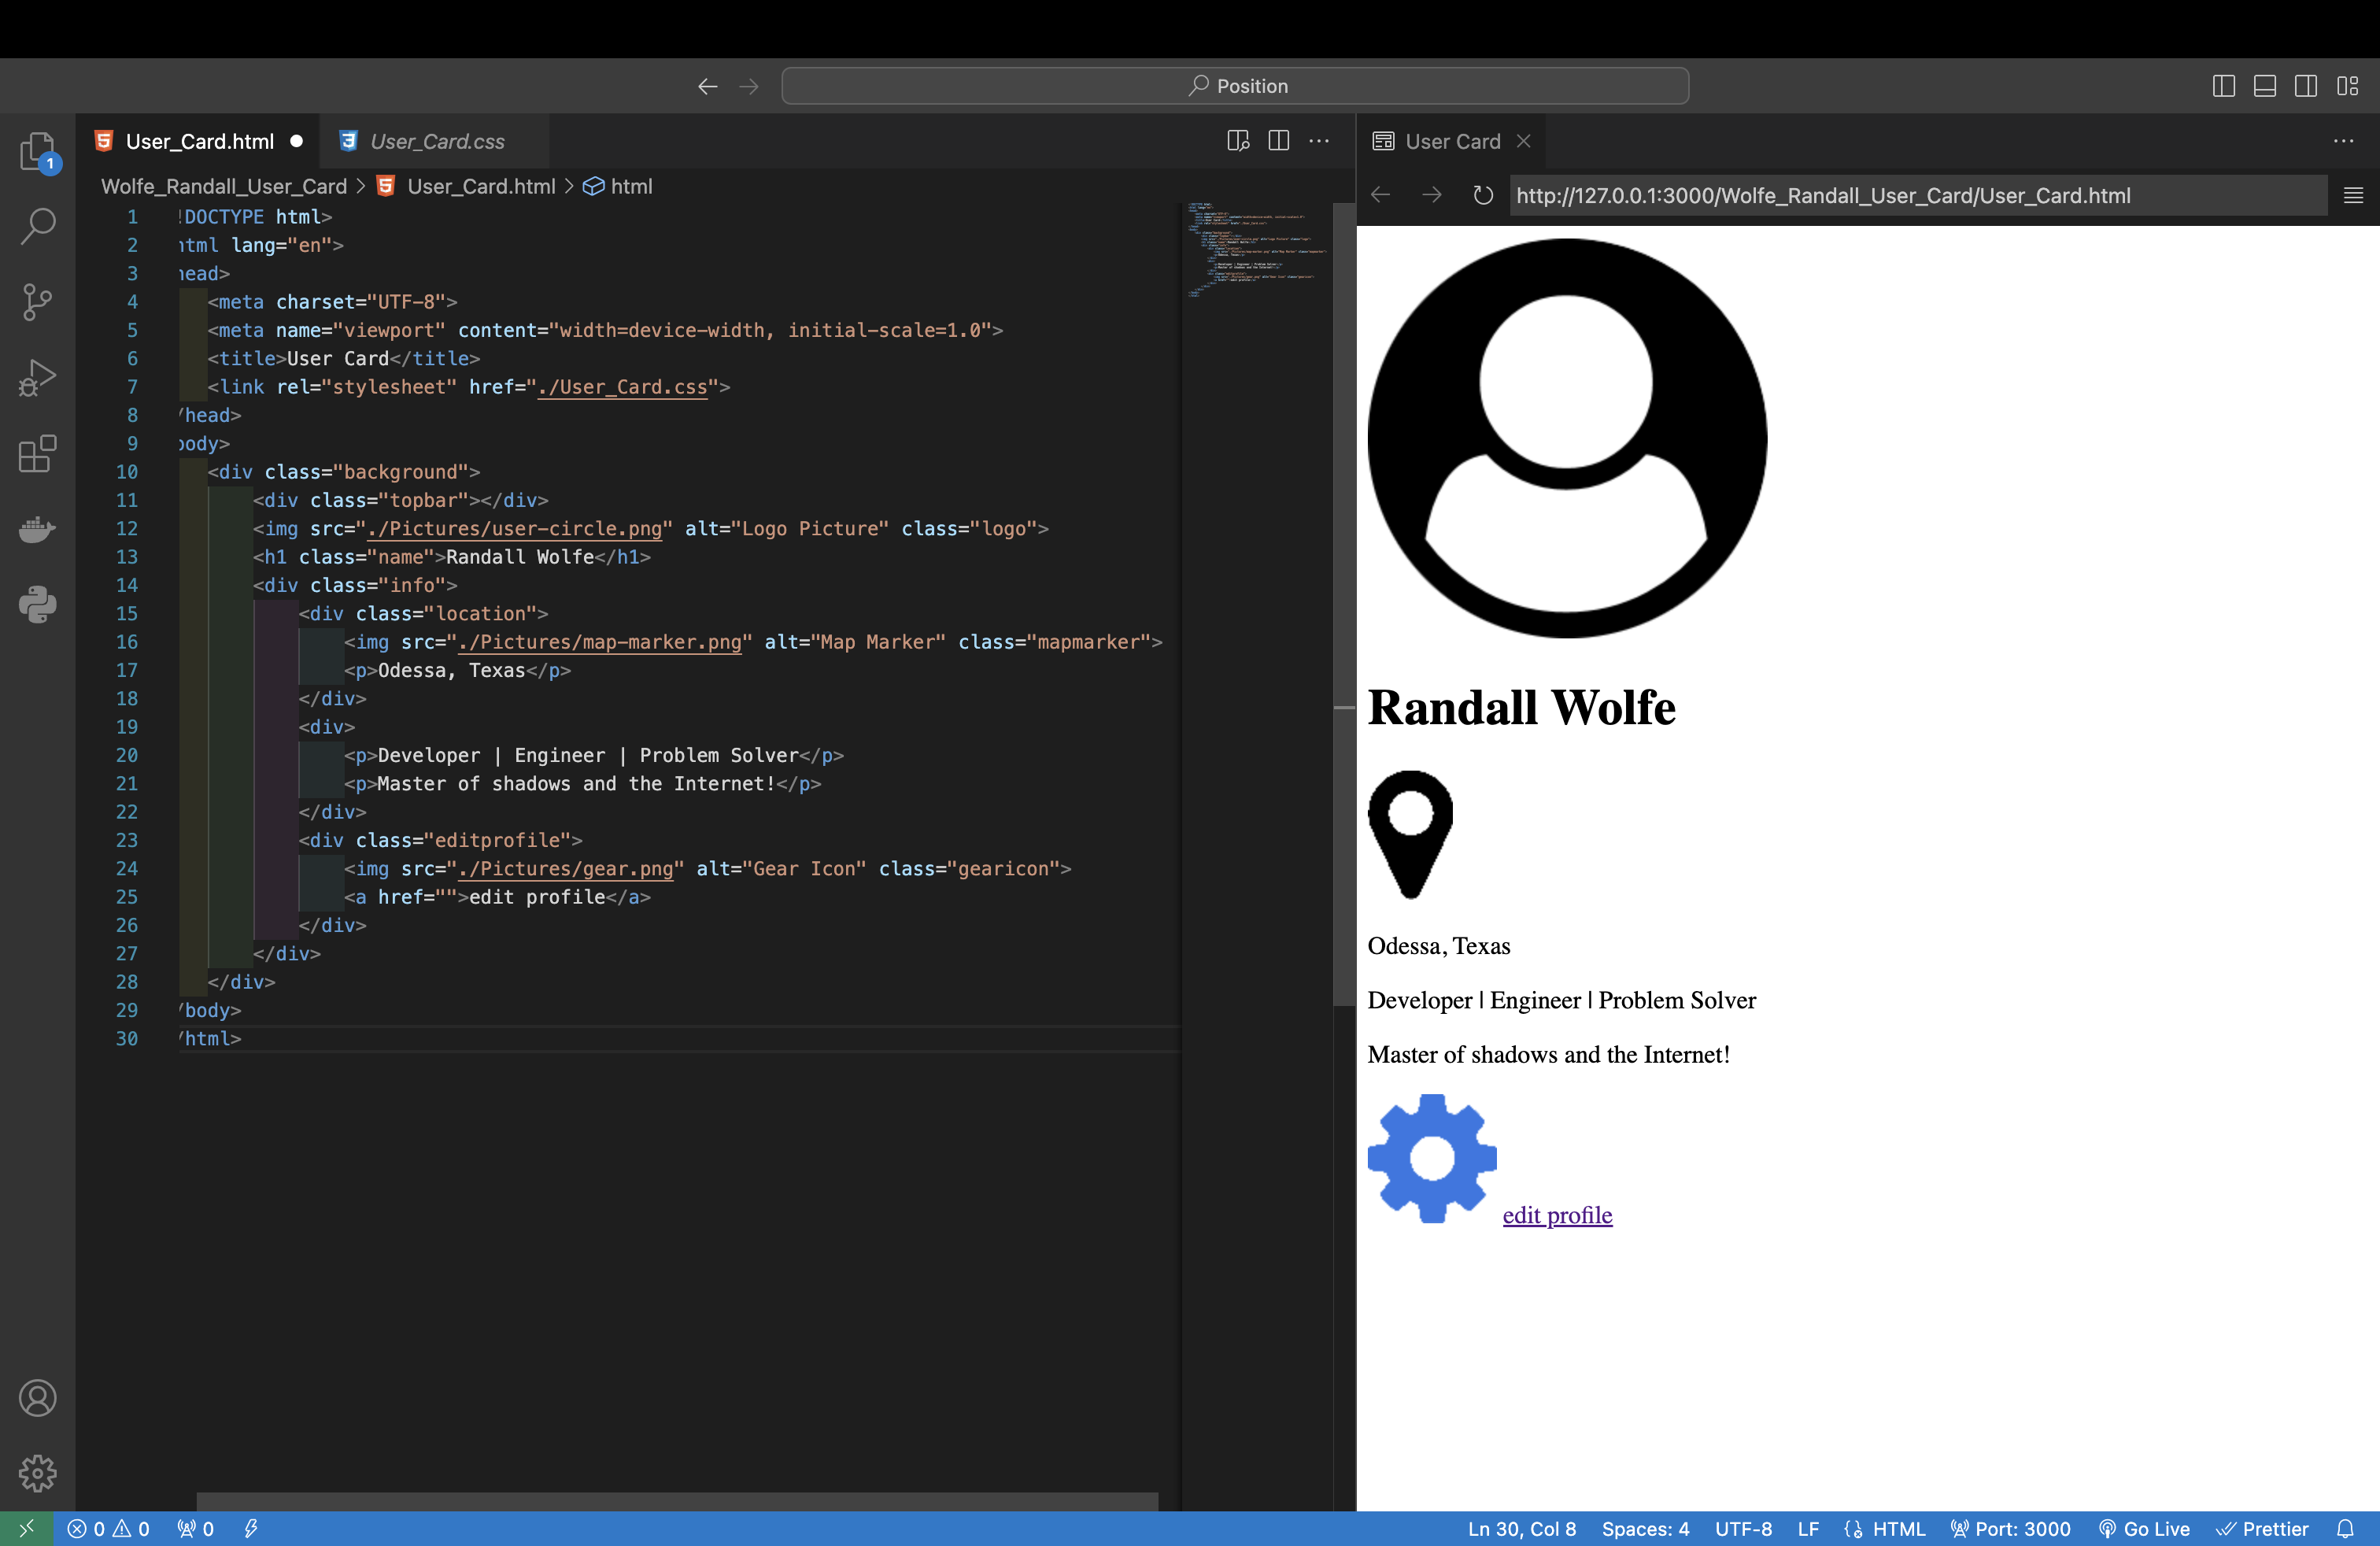 Position
User_Card.html
User_Card.css
User Card
1
Wolfe_Randall_User_Card > User_Card.html > html
http://127.0.0.1:3000/Wolfe_Randall_User_Card/User_Card.html
1 !DOCTYPE html>
2 html lang="en">
3 head>
4 <meta charset="UTF-8">
5 <meta name="viewport" content="width=device-width, initial-scale=1.0">
6 <title>User Card</title>
7 <link rel="stylesheet" href="./User_Card.css">
8 /head>
9 body>
10 <div class="background">
11 <div class="topbar"></div>
12 <img src="./Pictures/user-circle.png" alt="Logo Picture" class="logo">
13 <h1 class="name">Randall Wolfe</h1>
14 <div class="info">
15 <div class="location">
16 <img src="./Pictures/map-marker.png" alt="Map Marker" class="mapmarker">
17 <p>Odessa, Texas</p>
18 </div>
19 <div>
20 <p>Developer | Engineer | Problem Solver</p>
21 <p>Master of shadows and the Internet!</p>
22 </div>
23 <div class="editprofile">
24 <img src="./Pictures/gear.png" alt="Gear Icon" class="gearicon">
25 <a href="">edit profile</a>
26 </div>
27 </div>
28 </div>
29 /body>
30 /html>
Randall Wolfe
Odessa, Texas
Developer | Engineer | Problem Solver
Master of shadows and the Internet!
edit profile
0 0 0 Ln 30, Col 8 Spaces: 4 UTF-8 LF HTML Port: 3000 Go Live Prettier